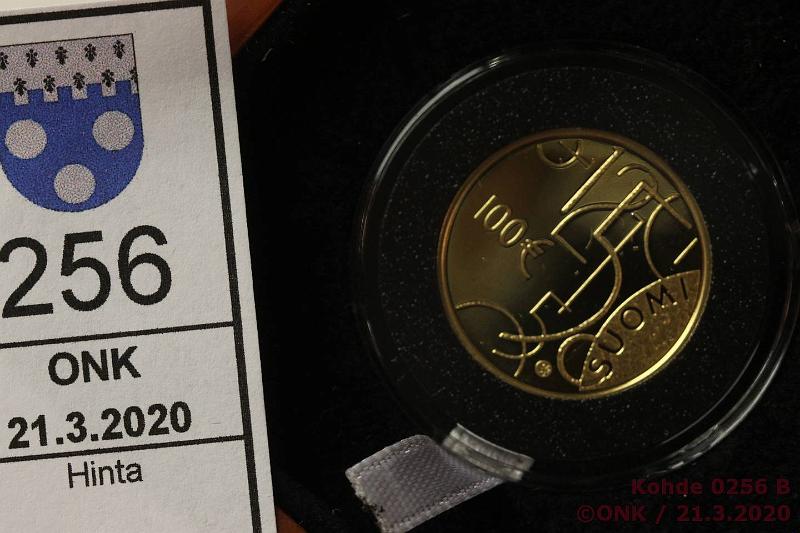 256
ONK
21.3.2020
Hinta
100€
SUOMI
Kohde 0256 B
©ONK / 21.3.2020